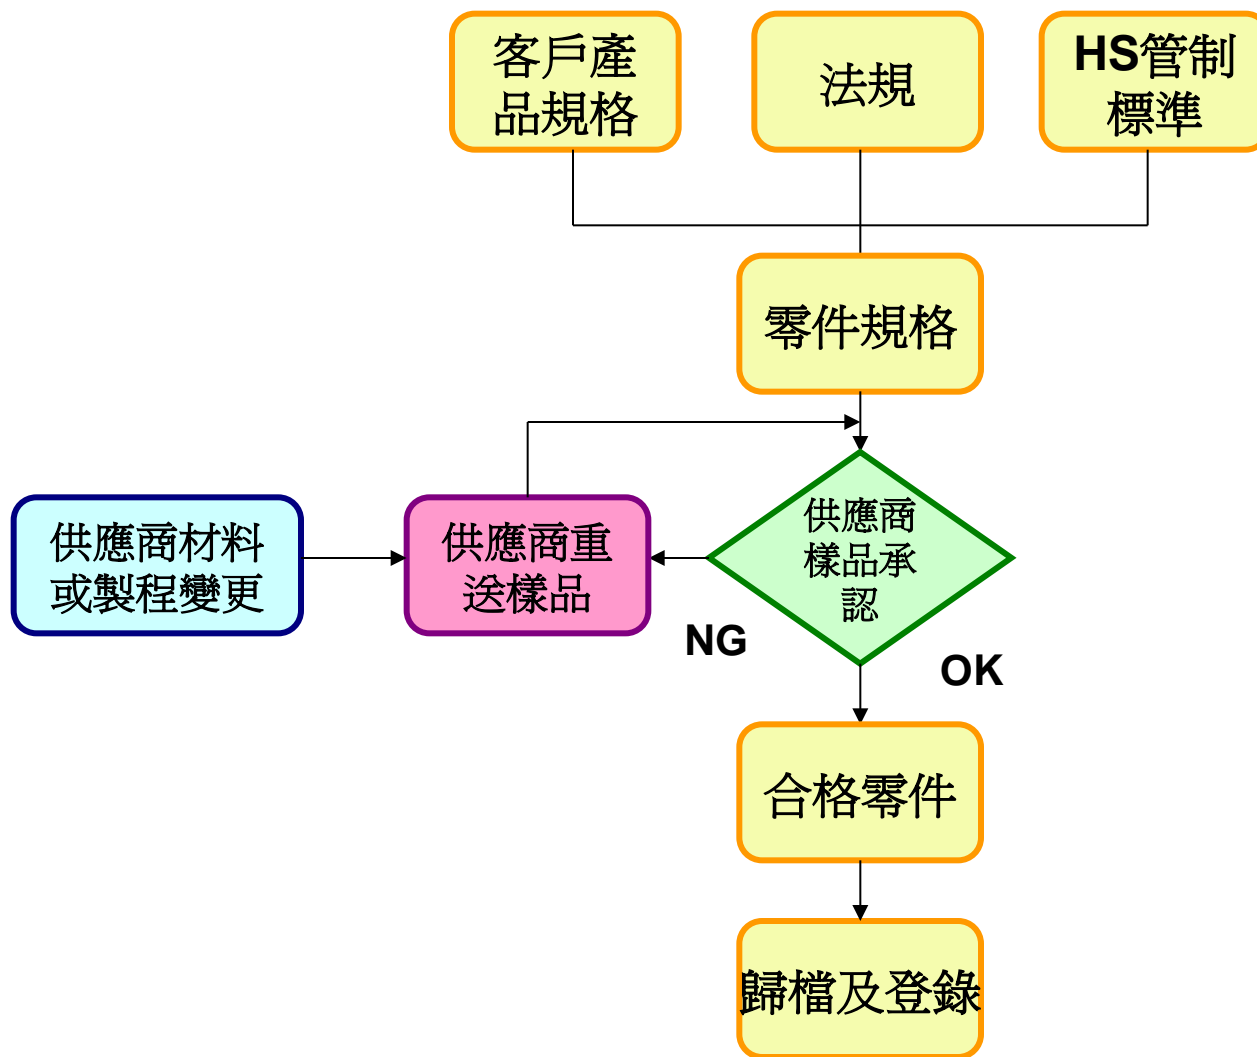 客戶產
品規格
法規
HS管制
標準
零件規格
供應商材料
或製程變更
供應商重
送樣品
供應商
樣品承
認
NG
OK
合格零件
歸檔及登錄